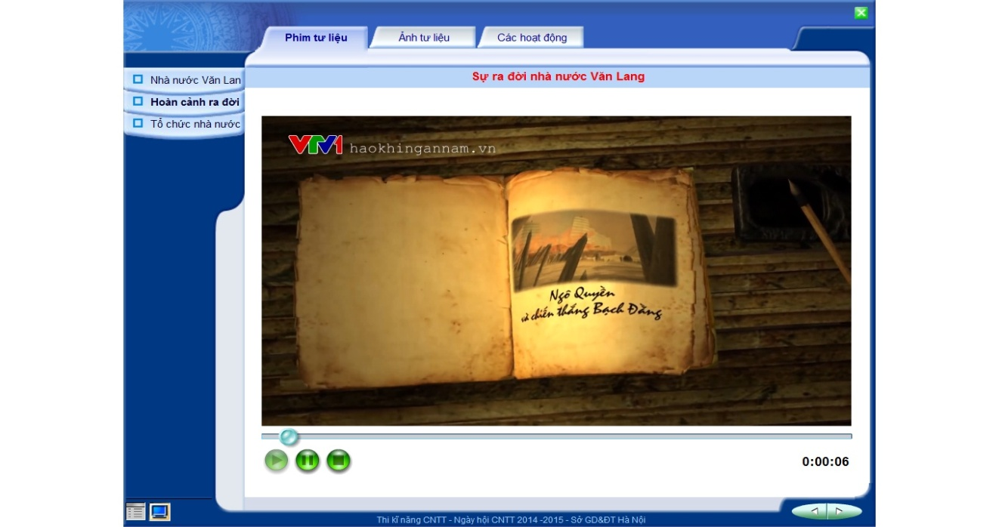 Phim tư liệu
Ảnh tư liệu
Các hoạt động
Nhà nước Văn Lan
Hoàn cảnh ra đời
Tổ chức nhà nước
Sự ra đời nhà nước Văn Lang
VTV1 haokhingannam.vn
Ngô Quyền
và chiến thắng Bạch Đằng
0:00:06
Thi kĩ năng CNTT - Ngày hội CNTT 2014 -2015 - Sở GD&ĐT Hà Nội